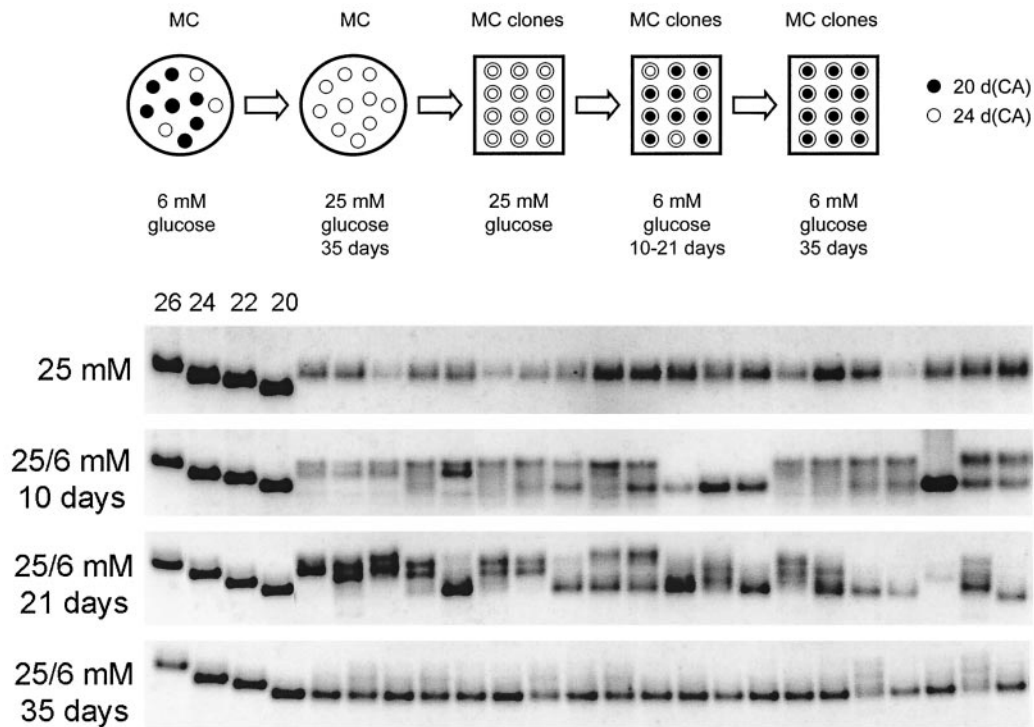 MC MC MC clones MC clones MC clones
20 d(CA)
24 d(CA)
6 mM 25 mM 25 mM 6 mM 6 mM
glucose glucose glucose glucose glucose
35 days 10-21 days 35 days
26 24 22 20
25 mM
25/6 mM
10 days
25/6 mM
21 days
25/6 mM
35 days